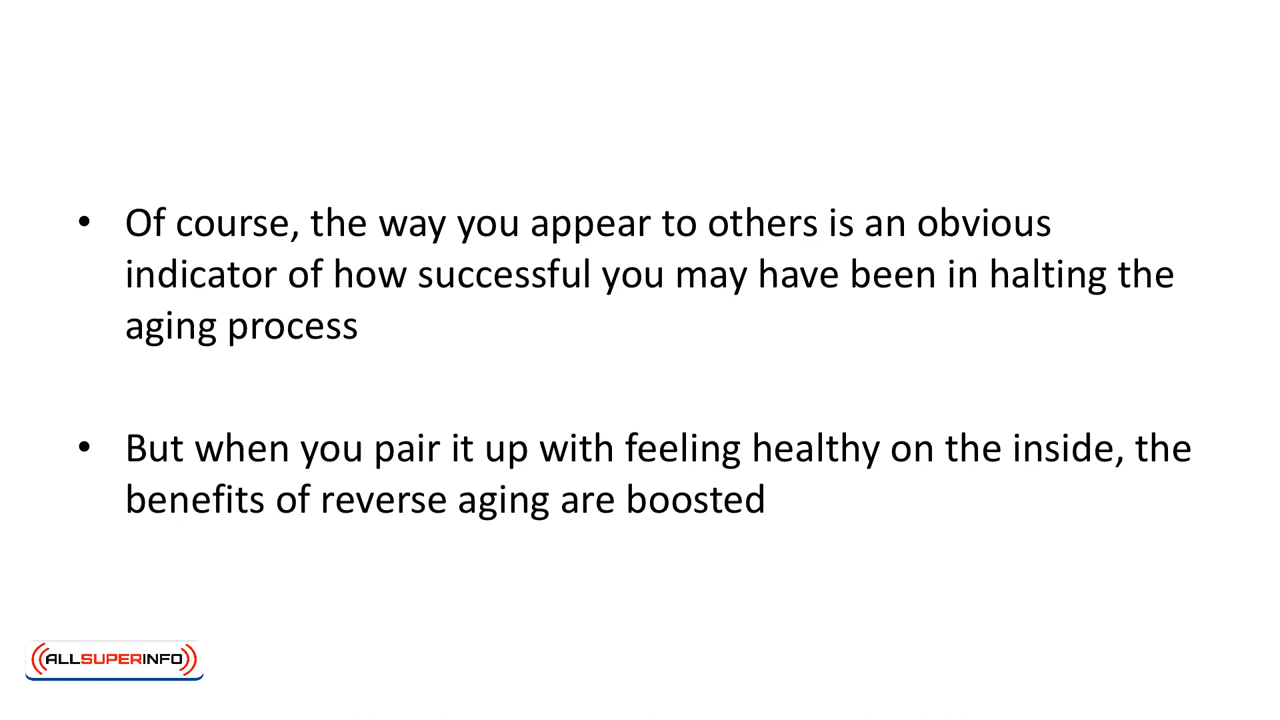 • Of course, the way you appear to others is an obvious
indicator of how successful you may have been in halting the
aging process
• But when you pair it up with feeling healthy on the inside, the
benefits of reverse aging are boosted
ALLSUPERINFO